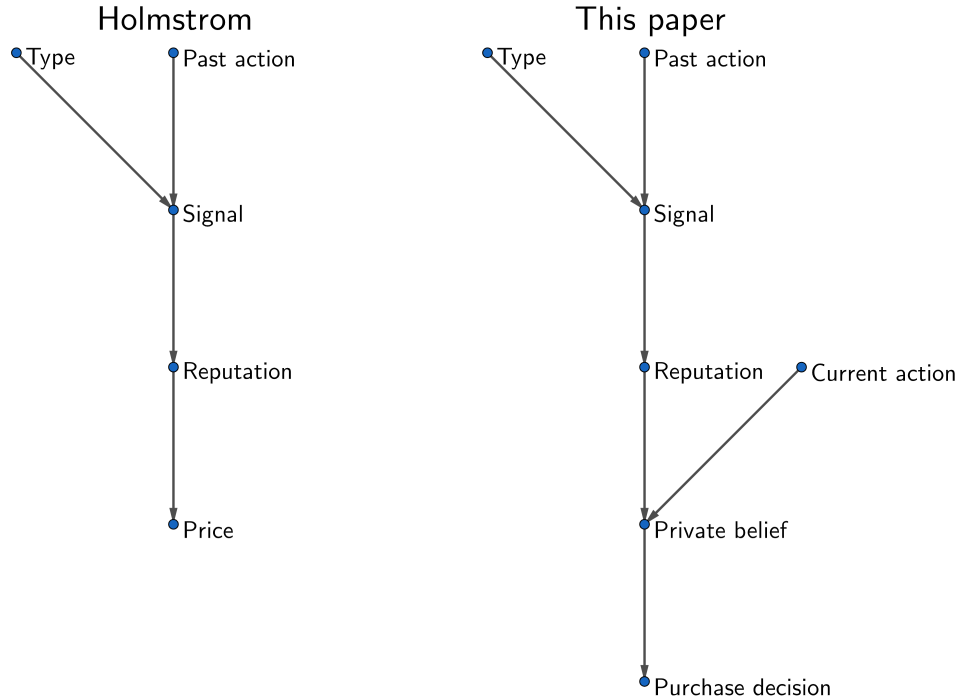 Holmstrom
Type
Past action
Signal
Reputation
Price
This paper
Type
Past action
Signal
Reputation
Current action
Private belief
Purchase decision